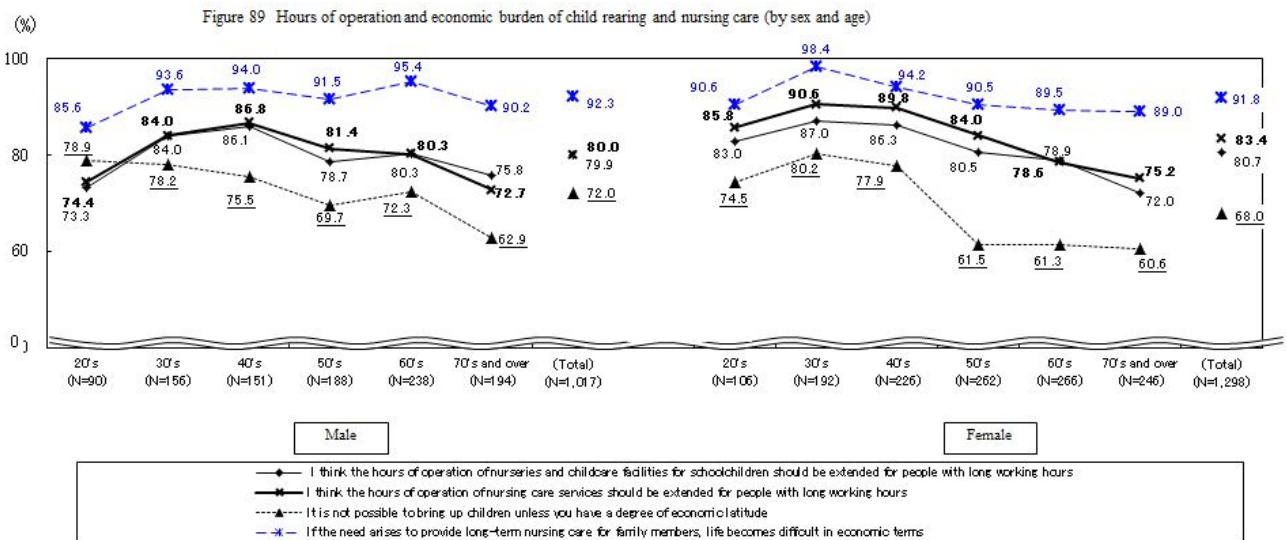 Figure 89 Hours of operation and economic burden of child rearing and nursing care (by sex and age)
(%)
100
80
60
0
85.6 93.6 94.0 91.5 95.4 90.2 92.3
84.0 86.8 81.4 80.3 80.0
78.9 84.0 86.1 78.7 80.3 75.8 79.9
74.4 78.2 75.5 69.7 72.3 72.7 72.0
73.3 62.9
90.6 98.4 94.2 90.5 89.5 89.0 91.8
85.8 90.6 89.8 84.0 78.9 75.2 83.4
83.0 87.0 86.3 80.5 78.6 72.0 80.7
74.5 80.2 77.9 61.5 61.3 60.6 68.0
20's 30's 40's 50's 60's 70's and over (Total) 20's 30's 40's 50's 60's 70's and over (Total)
(N=90) (N=156) (N=151) (N=188) (N=238) (N=194) (N=1,017) (N=106) (N=192) (N=226) (N=262) (N=266) (N=246) (N=1,298)
Male Female
I think the hours of operation of nurseries and childcare facilities for schoolchildren should be extended for people with long working hours
I think the hours of operation of nursing care services should be extended for people with long working hours
It is not possible to bring up children unless you have a degree of economic latitude
If the need arises to provide long-term nursing care for family members, life becomes difficult in economic terms